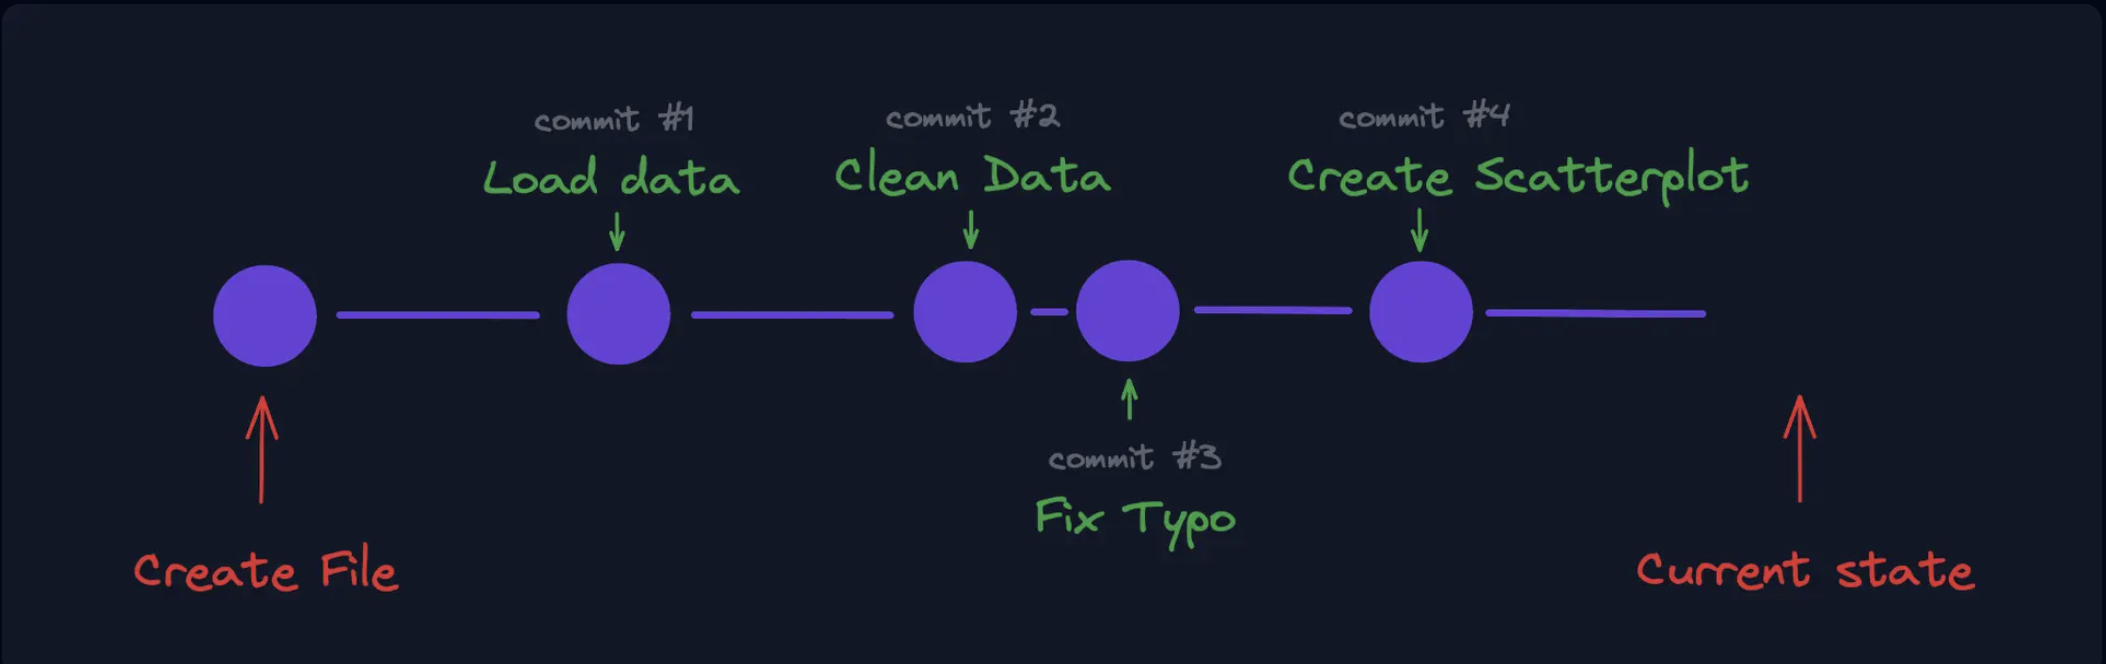 commit #1
Load data
commit #2
Clean Data
commit #4
Create Scatterplot
commit #3
Fix Typo
Create File
Current state